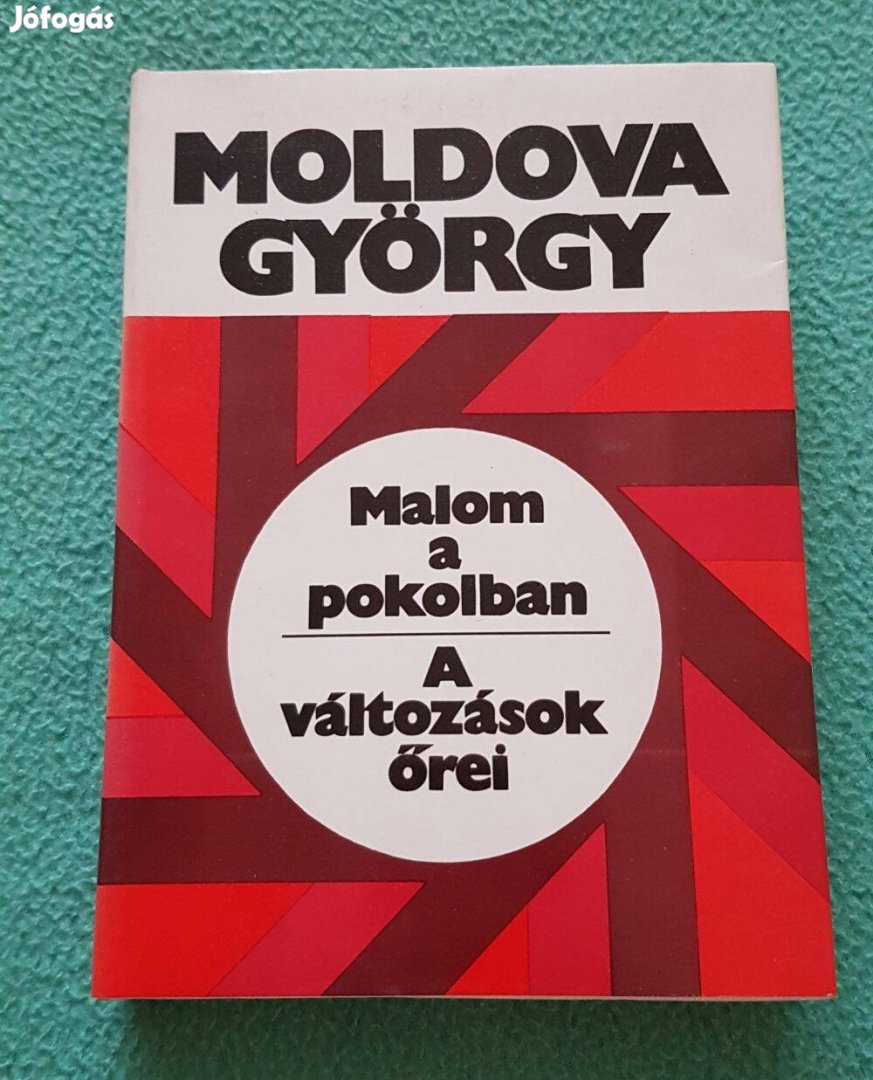 Jófogás
MOLDOVA
GYÖRGY
Malom
a
pokolban
A
változások
őrei